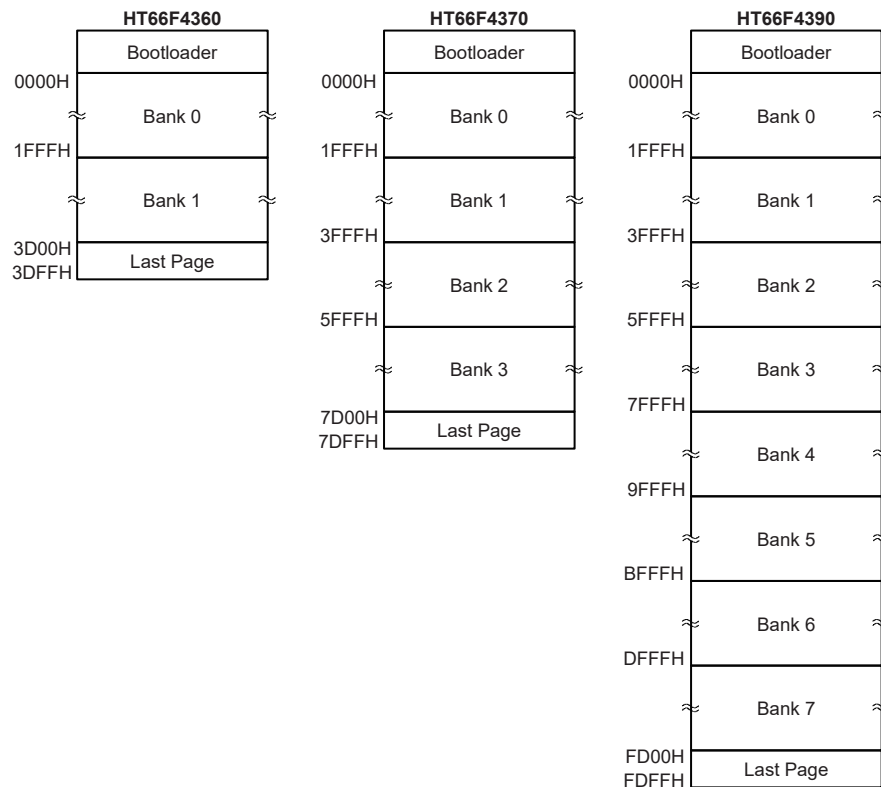 HT66F4360
Bootloader
0000H
Bank 0
1FFFH
Bank 1
3D00H
Last Page
3DFFH
HT66F4370
Bootloader
0000H
Bank 0
1FFFH
Bank 1
3FFFH
Bank 2
5FFFH
Bank 3
7D00H
Last Page
7DFFH
HT66F4390
Bootloader
0000H
Bank 0
1FFFH
Bank 1
3FFFH
Bank 2
5FFFH
Bank 3
7FFFH
Bank 4
9FFFH
Bank 5
BFFFH
Bank 6
DFFFH
Bank 7
FD00H
Last Page
FDFFH